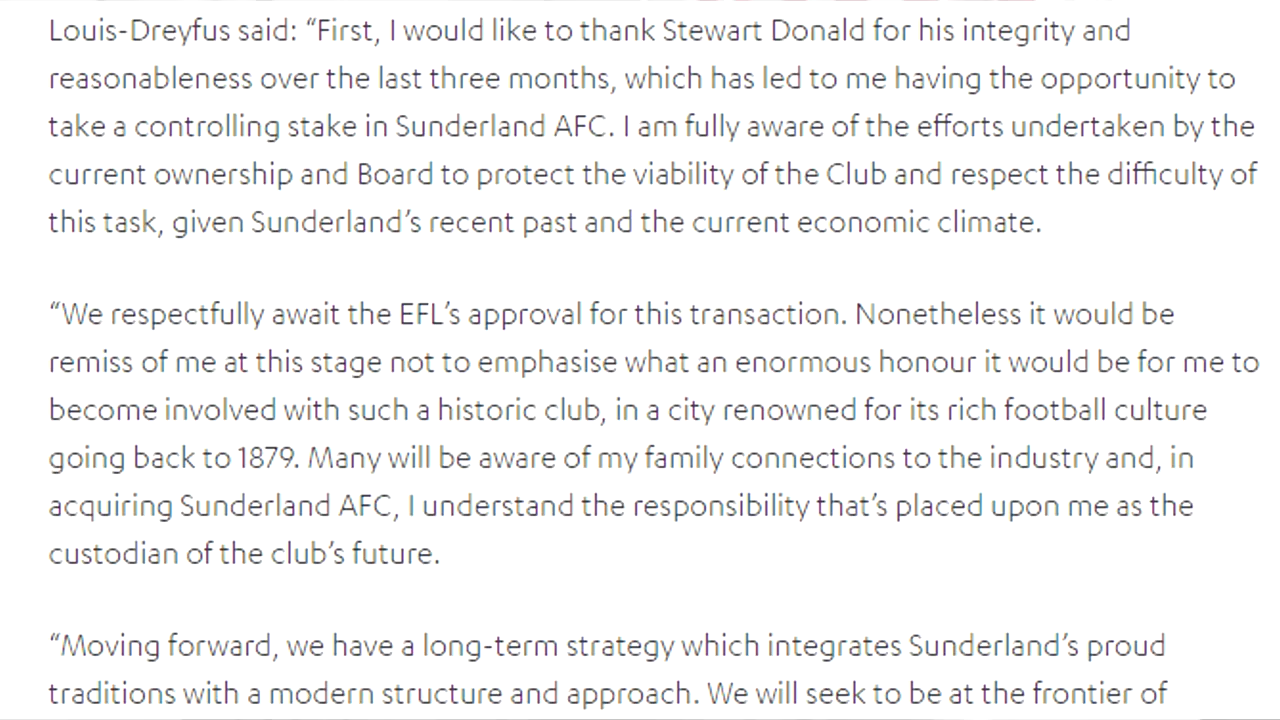 Louis-Dreyfus said: “First, I would like to thank Stewart Donald for his integrity and
reasonableness over the last three months, which has led to me having the opportunity to
take a controlling stake in Sunderland AFC. I am fully aware of the efforts undertaken by the
current ownership and Board to protect the viability of the Club and respect the difficulty of
this task, given Sunderland’s recent past and the current economic climate.
“We respectfully await the EFL’s approval for this transaction. Nonetheless it would be
remiss of me at this stage not to emphasise what an enormous honour it would be for me to
become involved with such a historic club, in a city renowned for its rich football culture
going back to 1879. Many will be aware of my family connections to the industry and, in
acquiring Sunderland AFC, I understand the responsibility that’s placed upon me as the
custodian of the club’s future.
“Moving forward, we have a long-term strategy which integrates Sunderland’s proud
traditions with a modern structure and approach. We will seek to be at the frontier of